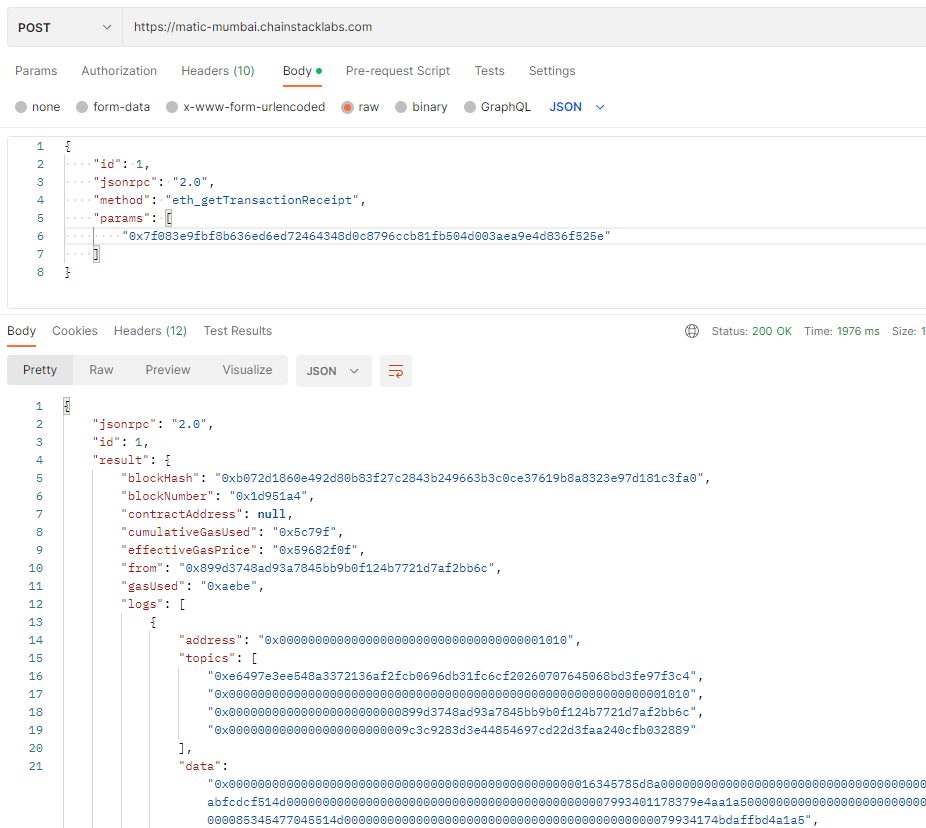 POST https://matic-mumbai.chainstacklabs.com
Params Authorization Headers (10) Body Pre-request Script Tests Settings
none form-data x-www-form-urlencoded raw binary GraphQL JSON
1 {
2 "id": 1,
3 "jsonrpc": "2.0",
4 "method": "eth_getTransactionReceipt",
5 "params": [
6 "0x7f083e9fbf8b636ed6ed72464348d0c8796ccb81fb504d003aea9e4d836f525e"
7 ]
8 }
Body Cookies Headers (12) Test Results Status: 200 OK Time: 1976 ms Size: 1
Pretty Raw Preview Visualize JSON
1 {
2 "jsonrpc": "2.0",
3 "id": 1,
4 "result": {
5 "blockHash": "0xb072d1860e492d80b83f27c2843b249663b3c0ce37619b8a8323e97d181c3fa0",
6 "blockNumber": "0x1d951a4",
7 "contractAddress": null,
8 "cumulativeGasUsed": "0x5c79f",
9 "effectiveGasPrice": "0x59682f0f",
10 "from": "0x899d3748ad93a7845bb9b0f124b7721d7af2bb6c",
11 "gasUsed": "0xaebe",
12 "logs": [
13 {
14 "address": "0x0000000000000000000000000000000000001010",
15 "topics": [
16 "0xe6497e3ee548a3372136af2fcb0696db31fc6cf20260707645068bd3fe97f3c4",
17 "0x0000000000000000000000000000000000000000000000000000000000001010",
18 "0x000000000000000000000000899d3748ad93a7845bb9b0f124b7721d7af2bb6c",
19 "0x0000000000000000000000009c3c9283d3e44854697cd22d3faa240cfb032889"
20 ],
21 "data":
"0x000000000000000000000000000000000000000000000000016345785d8a0000000000000000000000000000000000000000
abfcdcf514d0000000000000000000000000000000000000000000007993401178379e4aa1a50000000000000000000000000
000085345477045514d000000000000000000000000000000000000000000000079934174bdaffbd4a1a5",